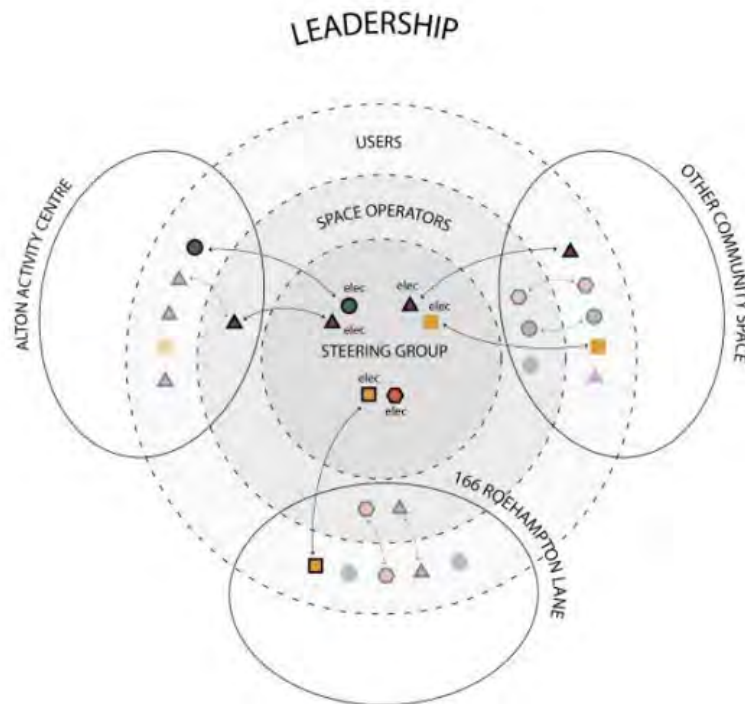 LEADERSHIP
USERS
SPACE OPERATORS
ALTON ACTIVITY CENTRE
OTHER COMMUNITY SPACE
elec
elec
elec
elec
STEERING GROUP
elec
elec
166 ROEHAMPTON LANE